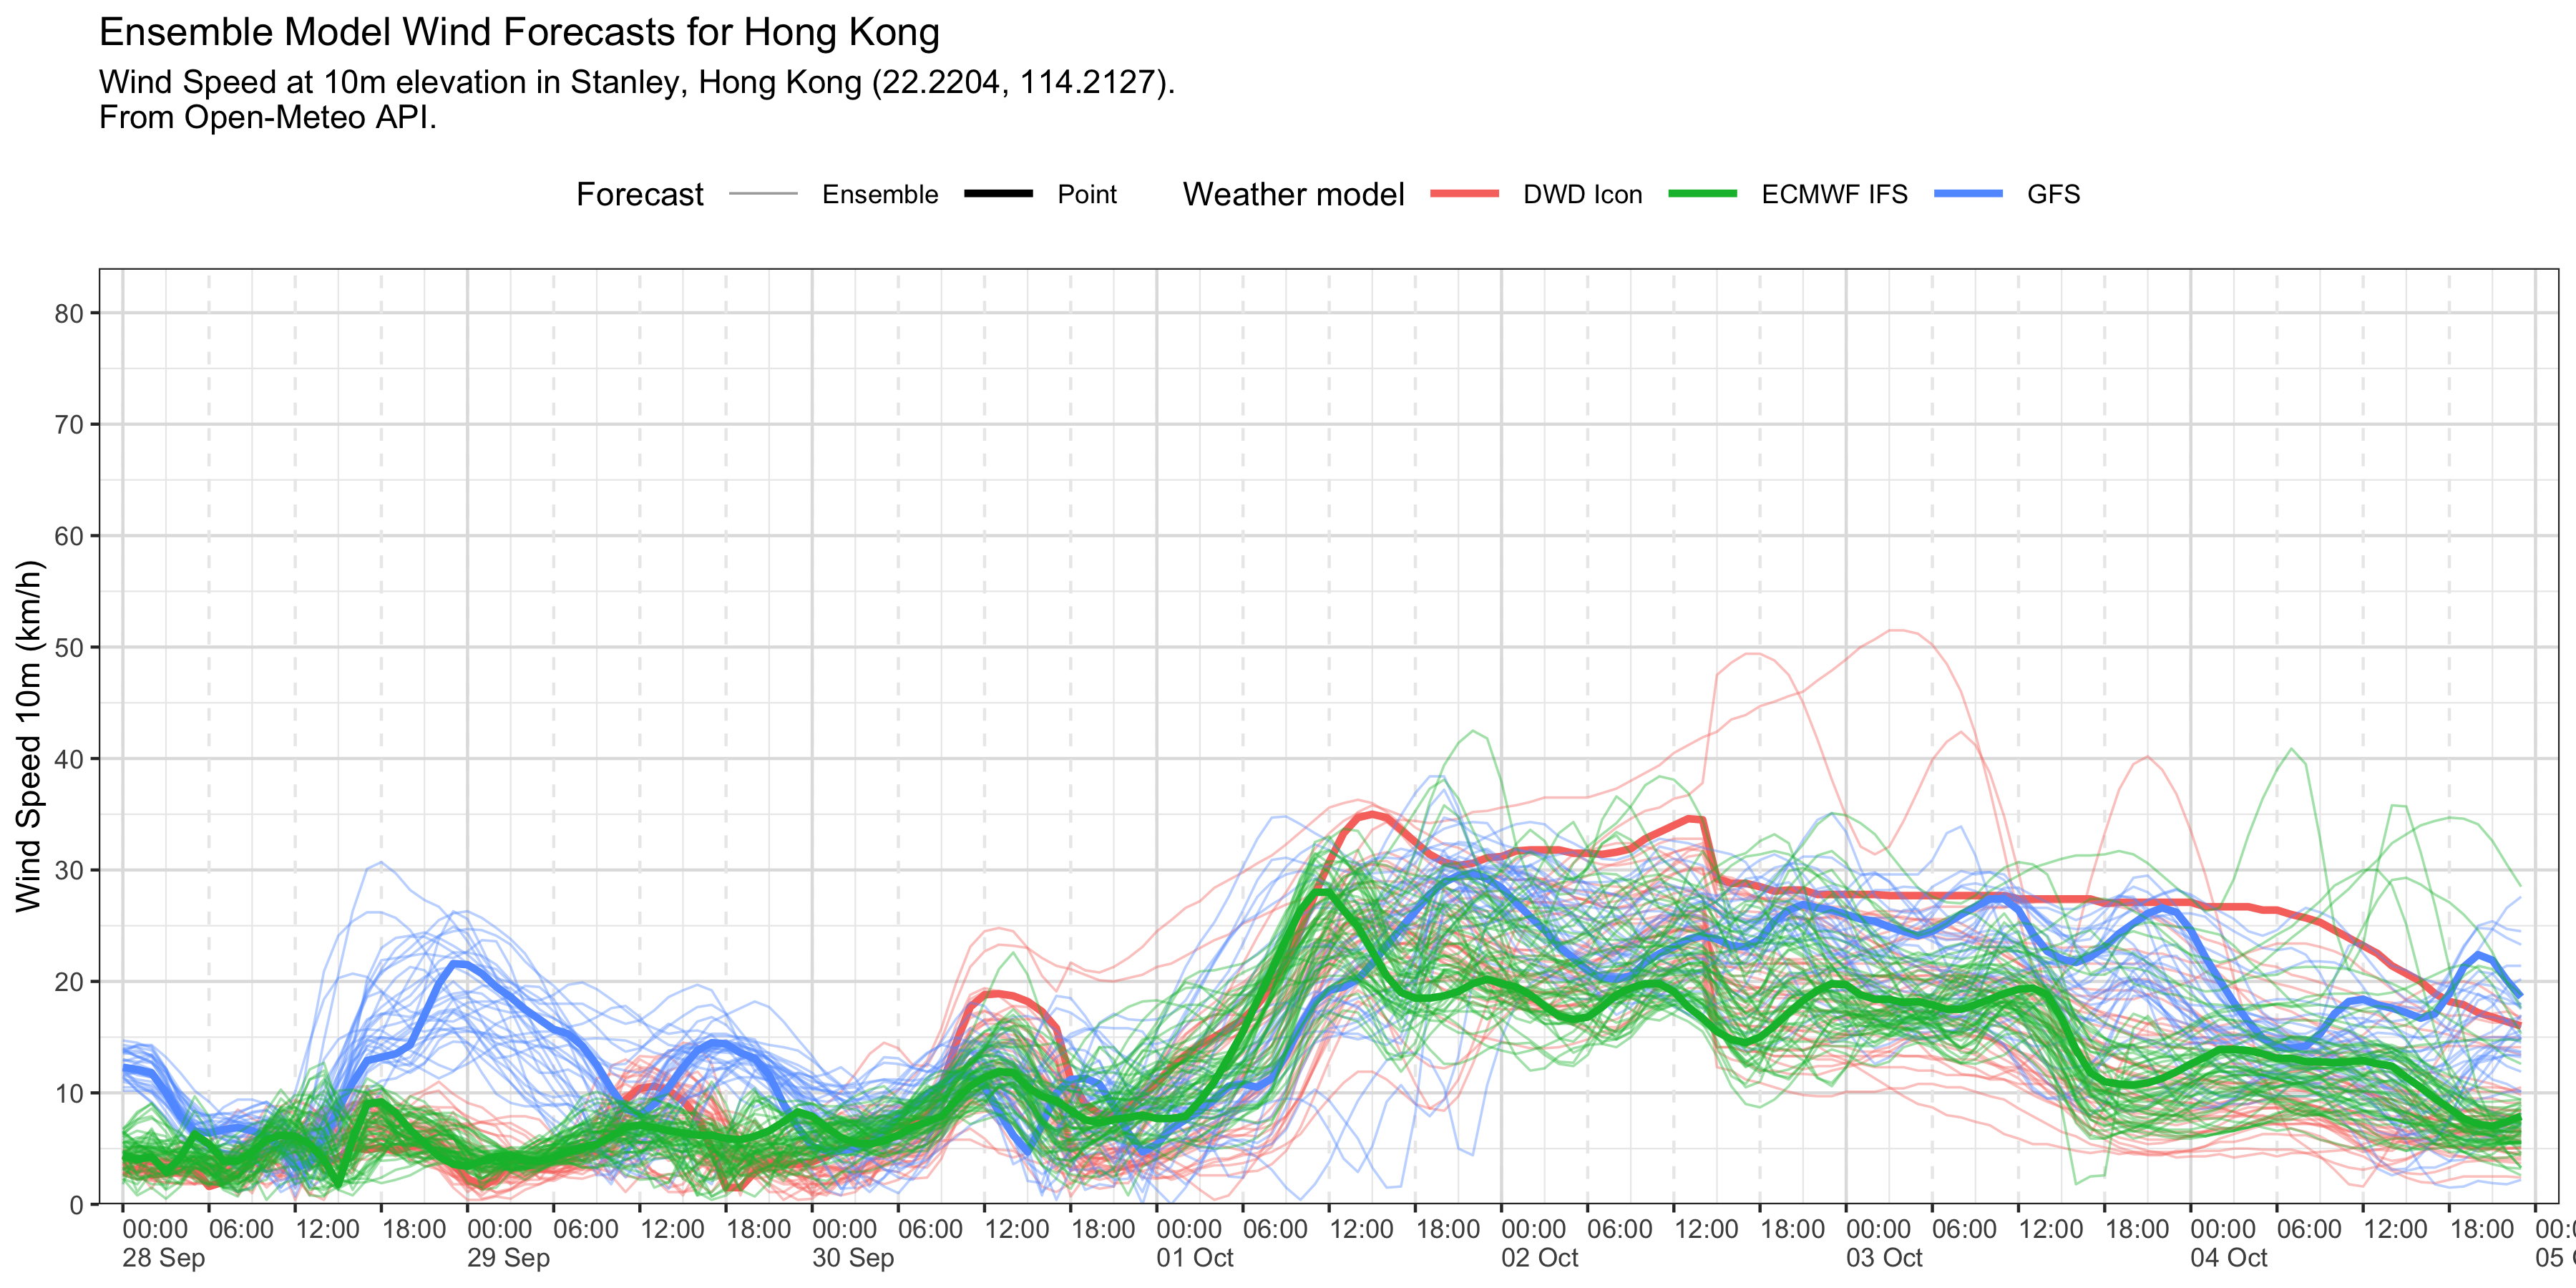 Ensemble Model Wind Forecasts for Hong Kong
Wind Speed at 10m elevation in Stanley, Hong Kong (22.2204, 114.2127).
From Open-Meteo API.
Forecast Ensemble Point Weather model DWD Icon ECMWF IFS GFS
Wind Speed 10m (km/h)
80
70
60
50
40
30
20
10
0
00:00 06:00 12:00 18:00 00:00 06:00 12:00 18:00 00:00 06:00 12:00 18:00 00:00 06:00 12:00 18:00 00:00 06:00 12:00 18:00 00:00 06:00 12:00 18:00 00:00 06:00 12:00 18:00
28 Sep 29 Sep 30 Sep 01 Oct 02 Oct 03 Oct 04 Oct